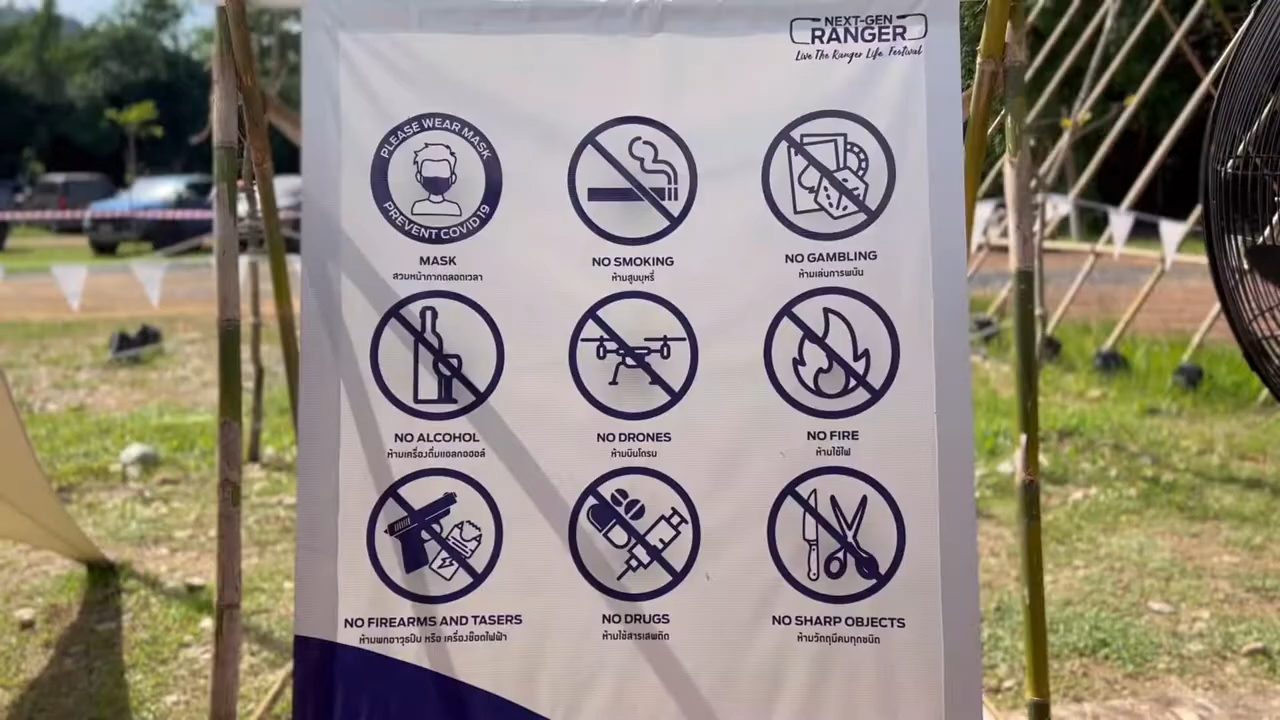 NEXT-GEN
RANGER
Live The Ranger Life Festival
PLEASE WEAR MASK
PREVENT COVID 19
MASK
สวมหน้ากากตลอดเวลา
NO SMOKING
ห้ามสูบบุหรี่
NO GAMBLING
ห้ามเล่นการพนัน
NO ALCOHOL
ห้ามเครื่องดื่มแอลกอฮอล์
NO DRONES
ห้ามบินโดรน
NO FIRE
ห้ามใช้ไฟ
NO FIREARMS AND TASERS
ห้ามพกอาวุธปืน หรือ เครื่องช็อตไฟฟ้า
NO DRUGS
ห้ามใช้สารเสพติด
NO SHARP OBJECTS
ห้ามวัตถุมีคมทุกชนิด